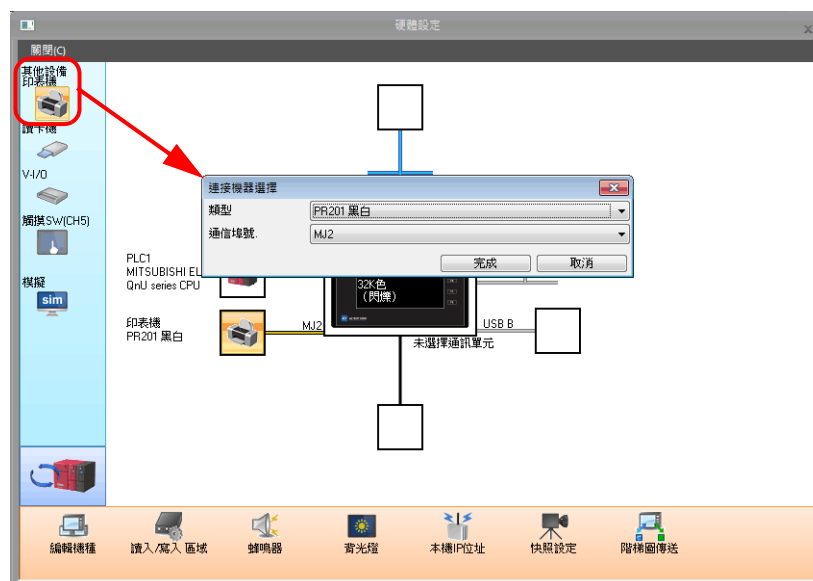 硬體設定
關閉(C)
其他設備
印表機
讀卡機
V-I/O
觸摸SW(CH5)
模擬
sim
連接機器選擇
類型
PR201 黑白
通信埠號.
MJ2
完成
取消
PLC1
MITSUBISHI EL
QnU series CPU
32K色
(閃爍)
印表機
PR201 黑白
MJ2
USB B
未選擇通訊單元
編輯機種
讀入/寫入 區域
蜂鳴器
背光燈
本機IP位址
快照設定
階梯圖傳送